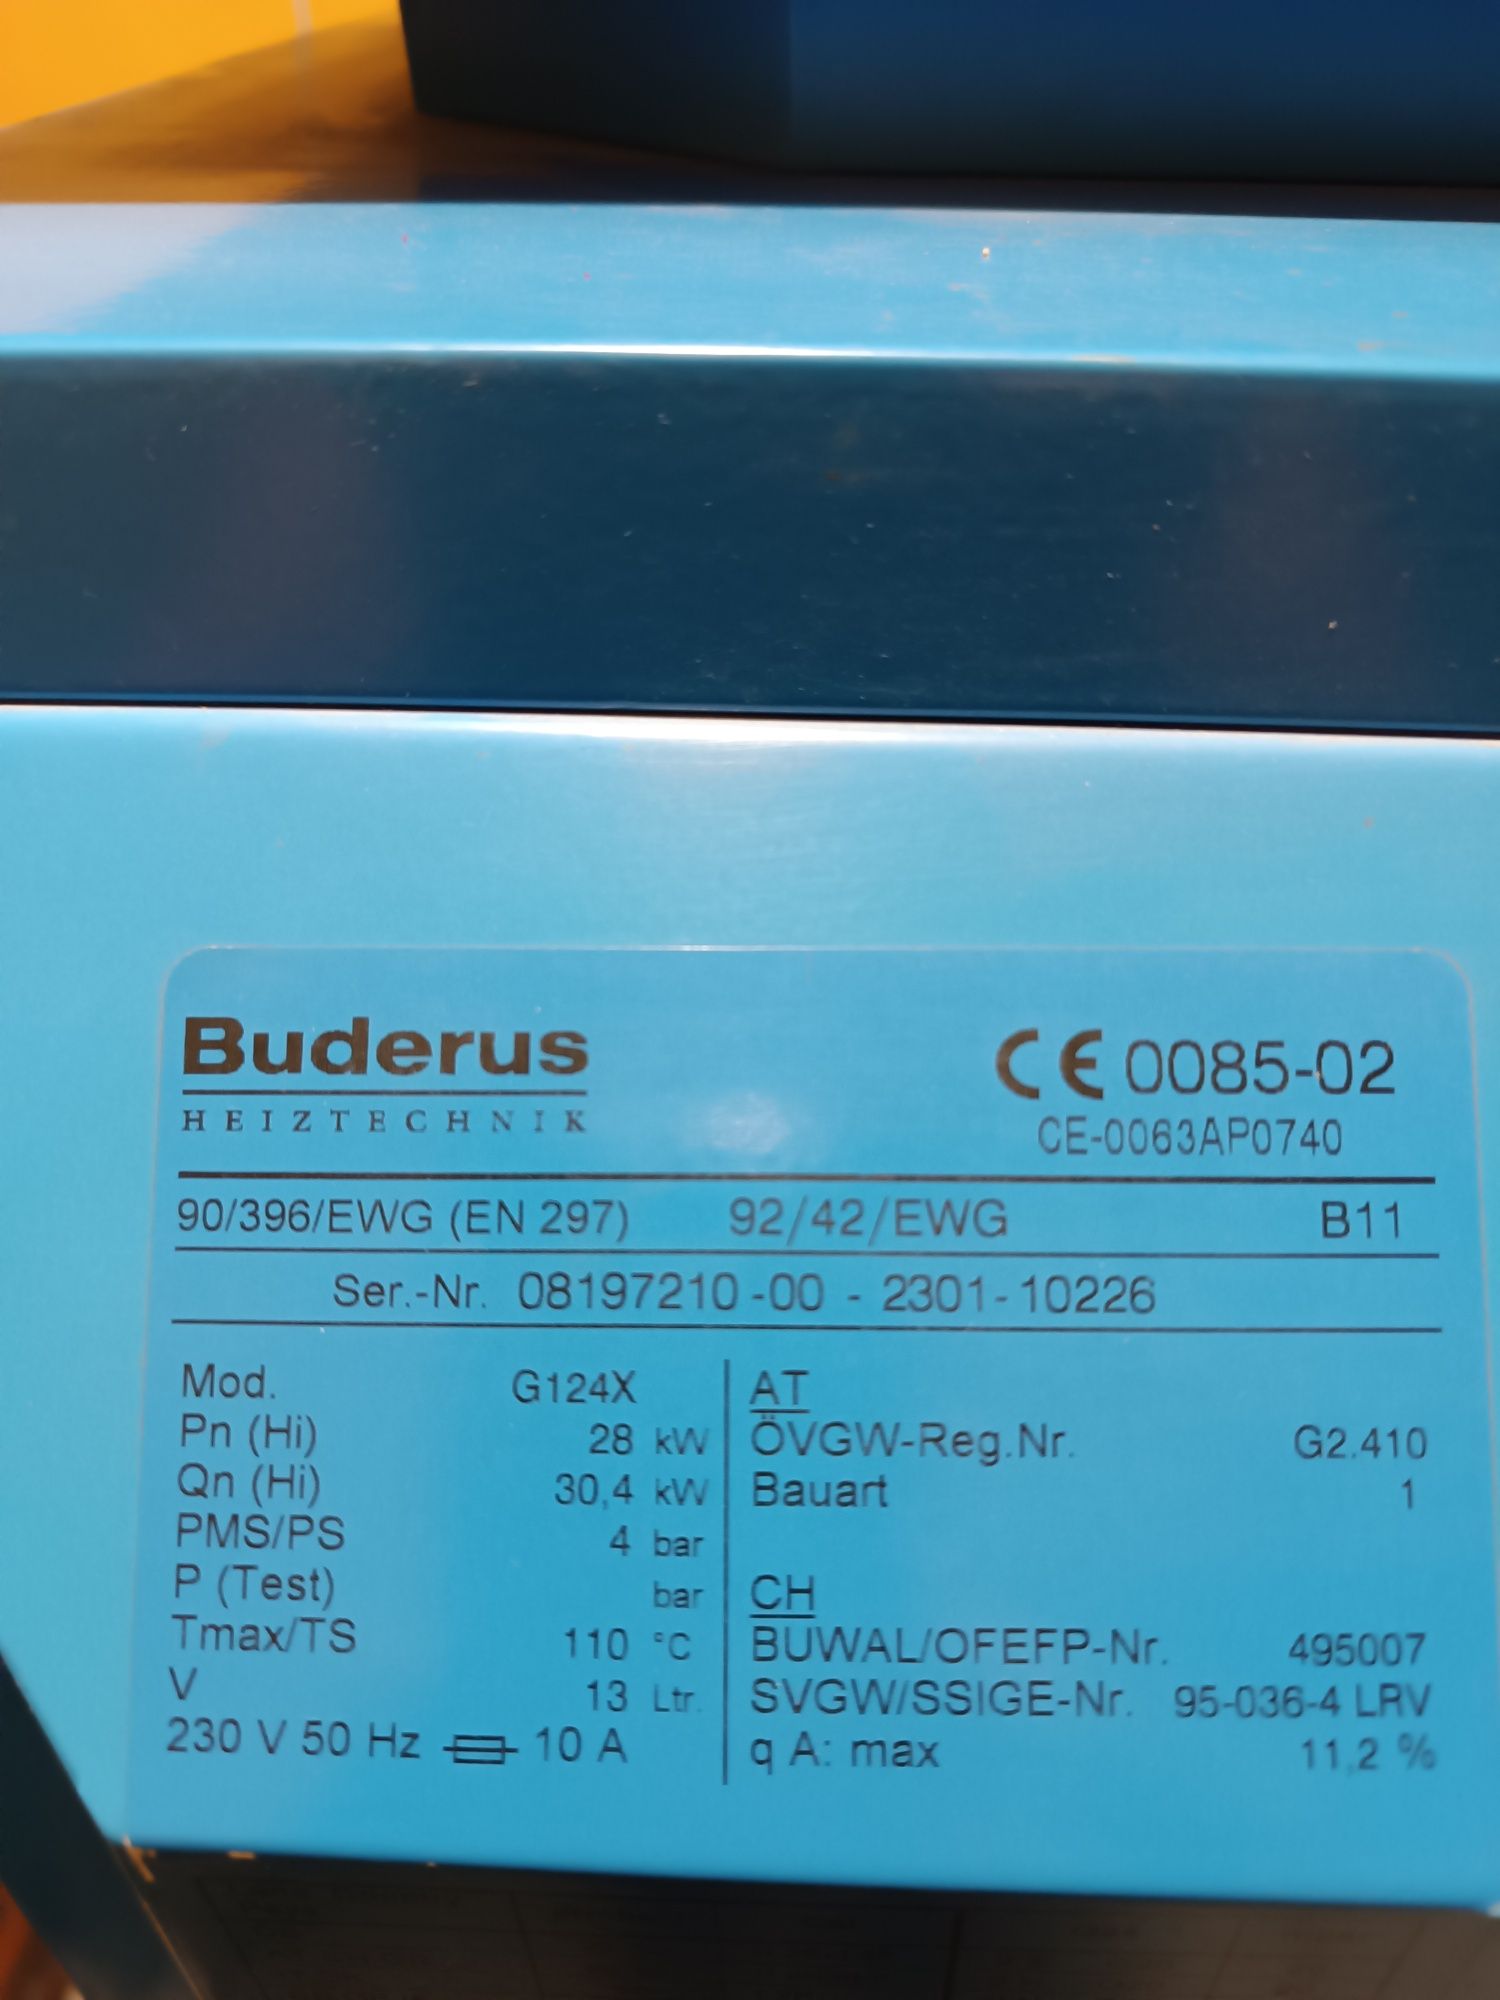 Buderus
HEIZTECHNIK
CE 0085-02
CE-0063AP0740
90/396/EWG (EN 297) 92/42/EWG B11
Ser.-Nr. 08197210-00 - 2301-10226
Mod. G124X
Pn (Hi) 28 kW
Qn (Hi) 30,4 kW
PMS/PS 4 bar
P (Test) bar
Tmax/TS 110 °C
V 13 Ltr.
230 V 50 Hz 10 A
AT
ÖVGW-Reg.Nr. G2.410
Bauart 1
CH
BUWAL/OFEFP-Nr. 495007
SVGW/SSIGE-Nr. 95-036-4 LRV
q A: max 11,2 %